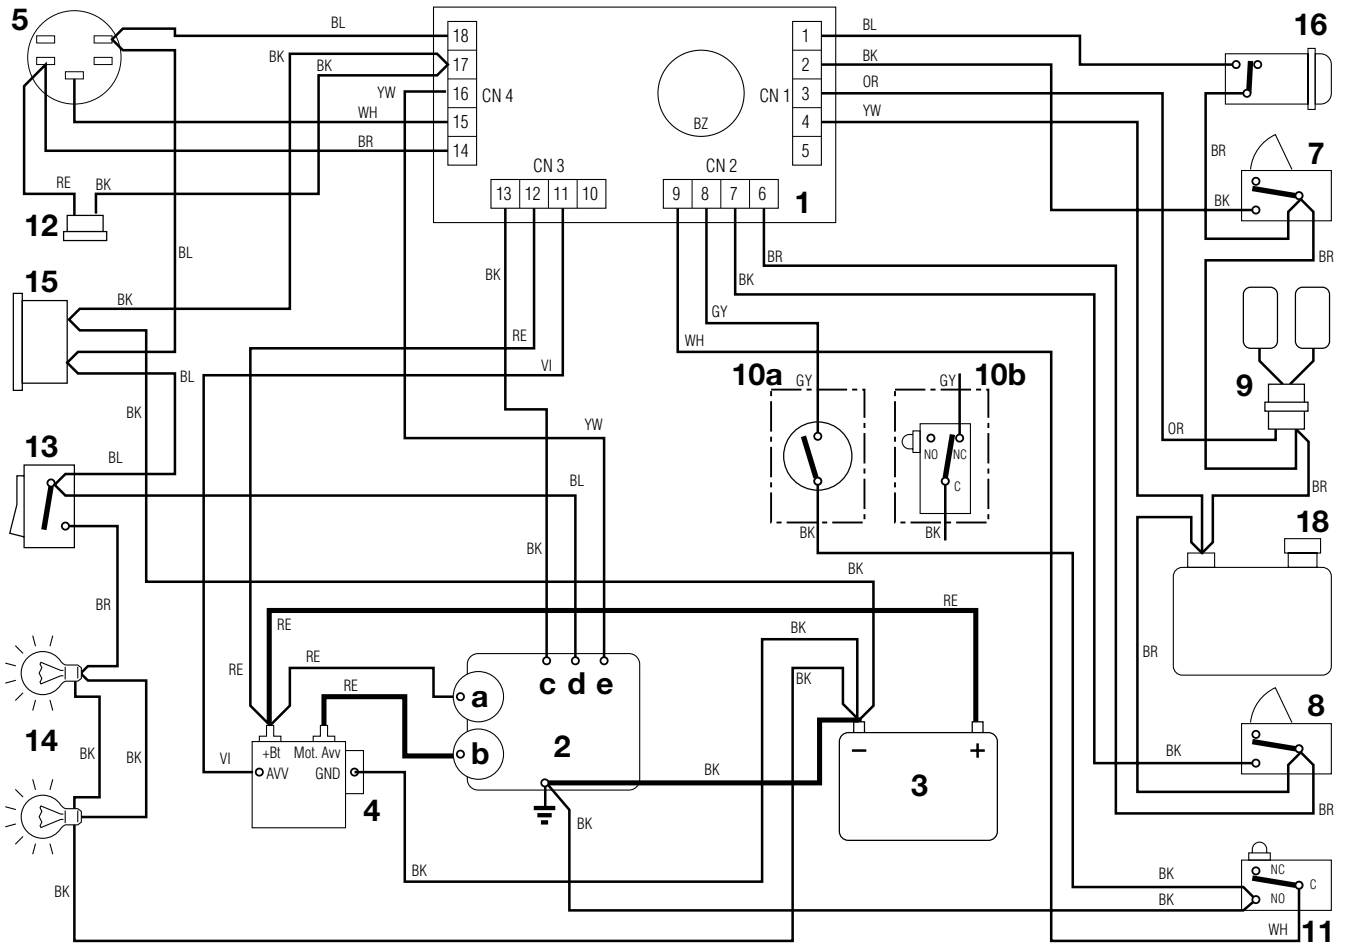 5 BL 18 1 BL 16
BK 17 2 BK
BK 3 OR
YW 16 CN 4 CN 1
WH 15 BZ 4 YW
BR 14 5 BR 7
CN 3 CN 2
RE BK 13 12 11 10 9 8 7 6 1 BK
12
BL BK BR BR
15 BK
BK GY
RE WH
VI 10a GY GY 10b 9
BL
BK YW OR
13 NO NC
BL BL C BR
BK BK 18
BK
BK
BR RE
RE BK
RE RE BK BR
c d e
RE a 8
14 BK BK +Bt Mot. Avv 2 − + BK
VI AVV GND b BK 3
4 BR
BK
BK NC
BK BK C
BK NO
WH 11